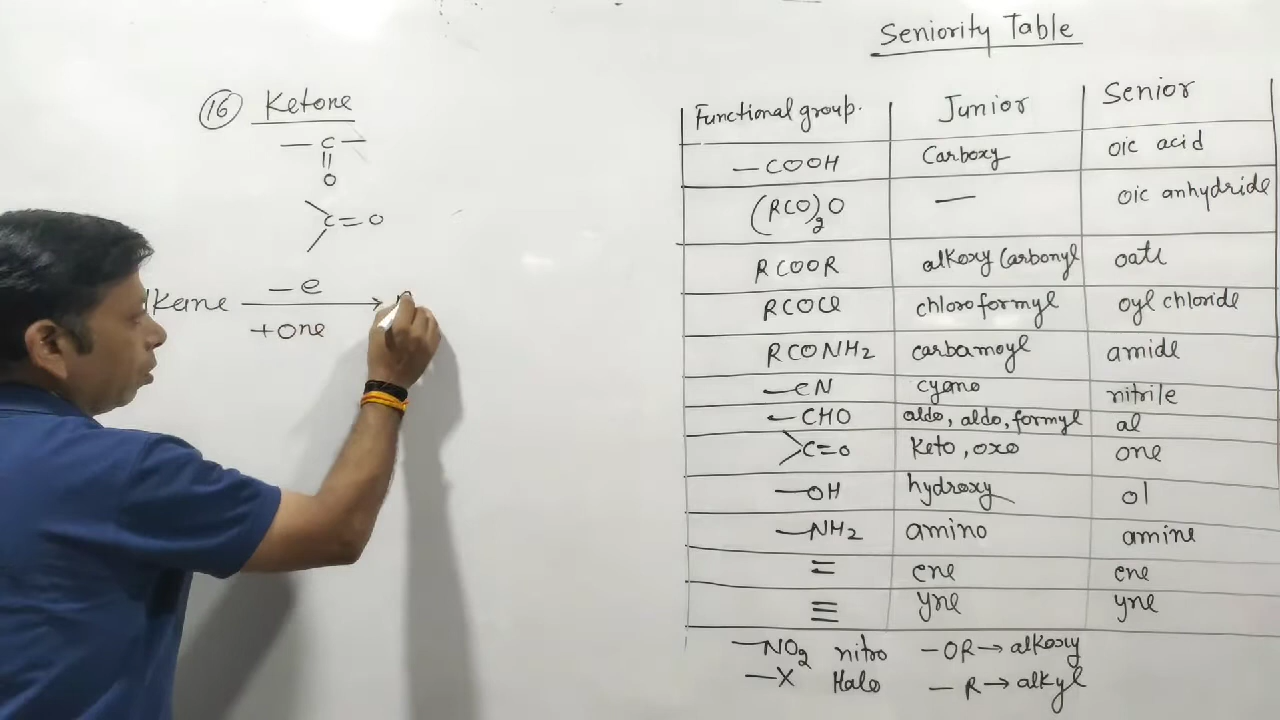 Seniority Table
16 Ketone
— C —
||
O
C=O
lkane
—e
+one
Functional group. Junior Senior
—COOH Carboxy oic acid
(RCO)2O — oic anhydride
RCOOR alkoxy Carbonyl oate
RCOCl chloroformyl oyl chloride
RCONH2 carbamoyl amide
—CN cyano nitrile
—CHO aldo, aldo, formyl al
>C=O Keto, oxo one
—OH hydroxy ol
—NH2 amino amine
= ene ene
≡ yne yne
—NO2 nitro —OR→alkoxy
—X Halo —R→alkyl